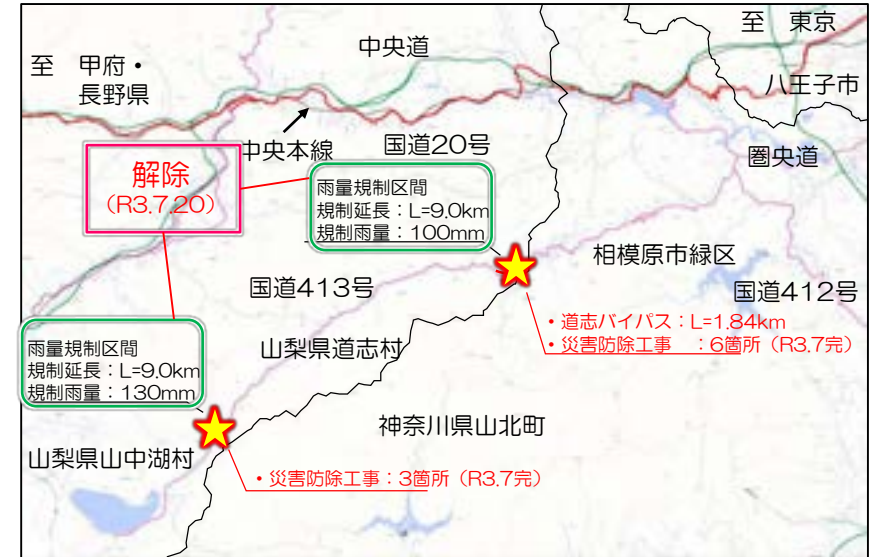 至 東京
中央道
至 甲府・
長野県
八王子市
中央本線
国道20号
圏央道
解除
（R3.7.20）
雨量規制区間
規制延長：L=9.0km
規制雨量：100mm
相模原市緑区
国道413号
国道412号
・道志バイパス：L=1.84km
・災害防除工事 ：6箇所（R3.7完）
雨量規制区間
規制延長：L=9.0km
規制雨量：130mm
山梨県道志村
神奈川県山北町
山梨県山中湖村
・災害防除工事：3箇所（R3.7完）